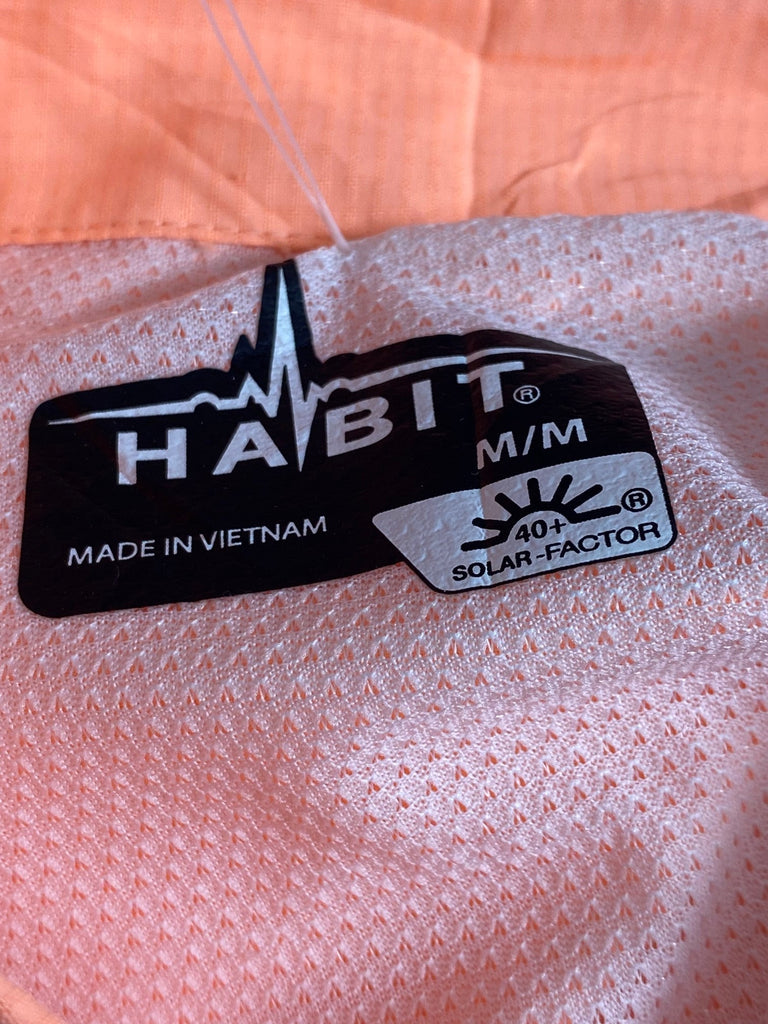 HABIT®
M/M
MADE IN VIETNAM
40+ ®
SOLAR-FACTOR